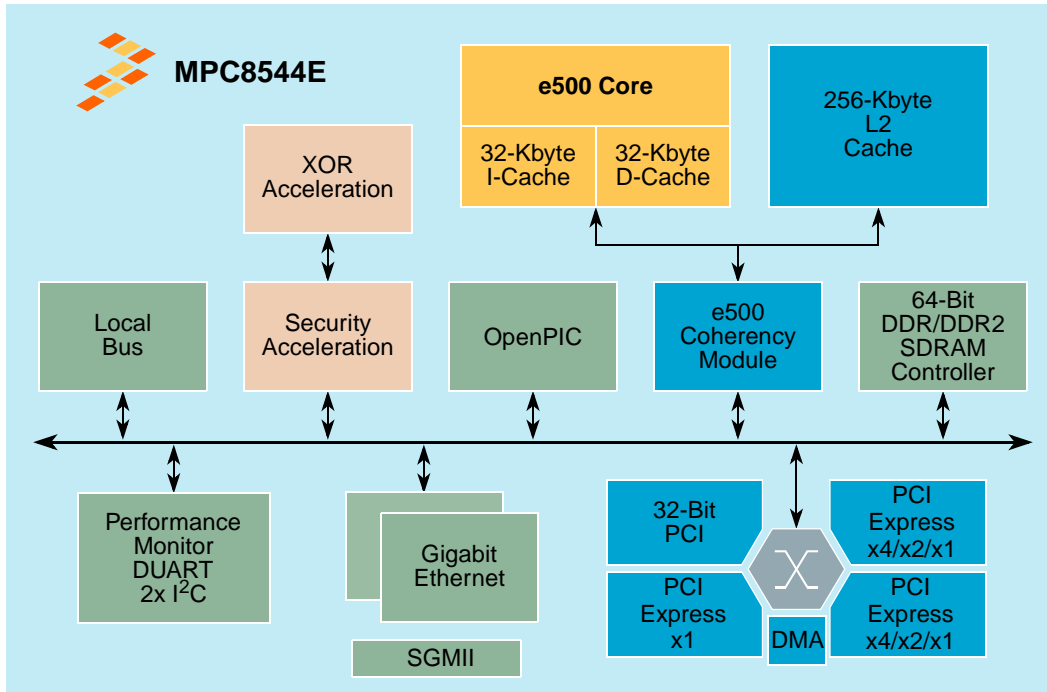 MPC8544E
e500 Core
32-Kbyte
I-Cache
32-Kbyte
D-Cache
256-Kbyte
L2
Cache
XOR
Acceleration
Local
Bus
Security
Acceleration
OpenPIC
e500
Coherency
Module
64-Bit
DDR/DDR2
SDRAM
Controller
Performance
Monitor
DUART
2x I²C
Gigabit
Ethernet
SGMII
32-Bit
PCI
PCI
Express
x4/x2/x1
PCI
Express
x1
DMA
PCI
Express
x4/x2/x1